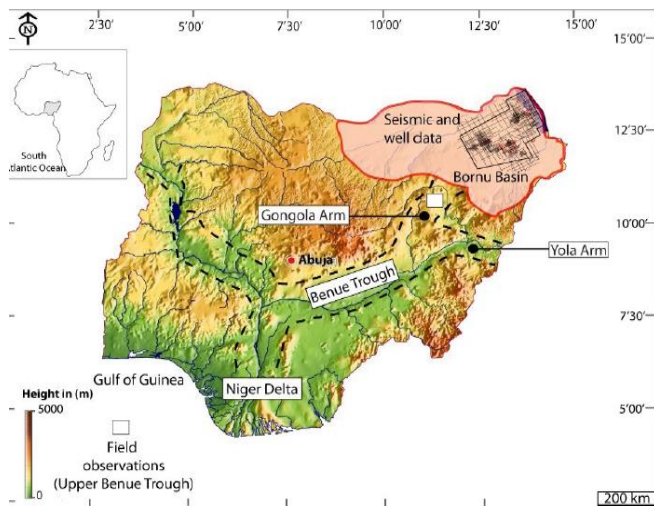 N
2'30'
5'00'
7'30'
10'00'
12'30'
15'00'
15'00'
South
Atlantic Ocean
Seismic and
well data
12'30'
Bornu Basin
Gongola Arm
10'00'
Yola Arm
Abuja
Benue Trough
7'30'
Gulf of Guinea
Niger Delta
Height in (m)
5000
0
5'00'
Field
observations
(Upper Benue Trough)
200 km